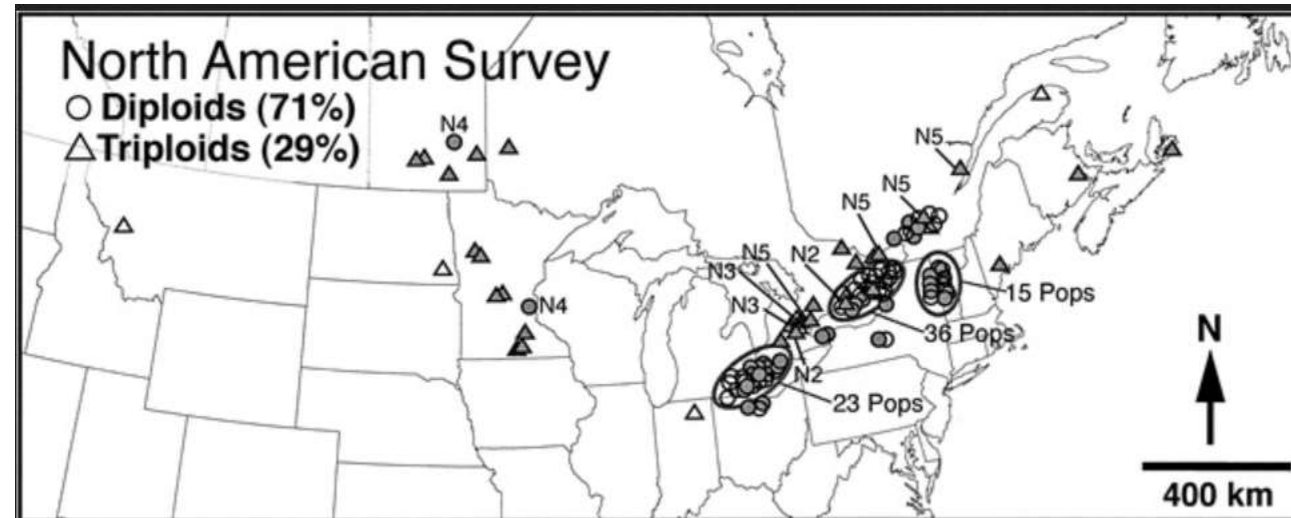 North American Survey
Diploids (71%)
Triploids (29%)
N4
N5
N5
N5
N2
N5
N3
N4
N3
15 Pops
36 Pops
N2
23 Pops
N
400 km